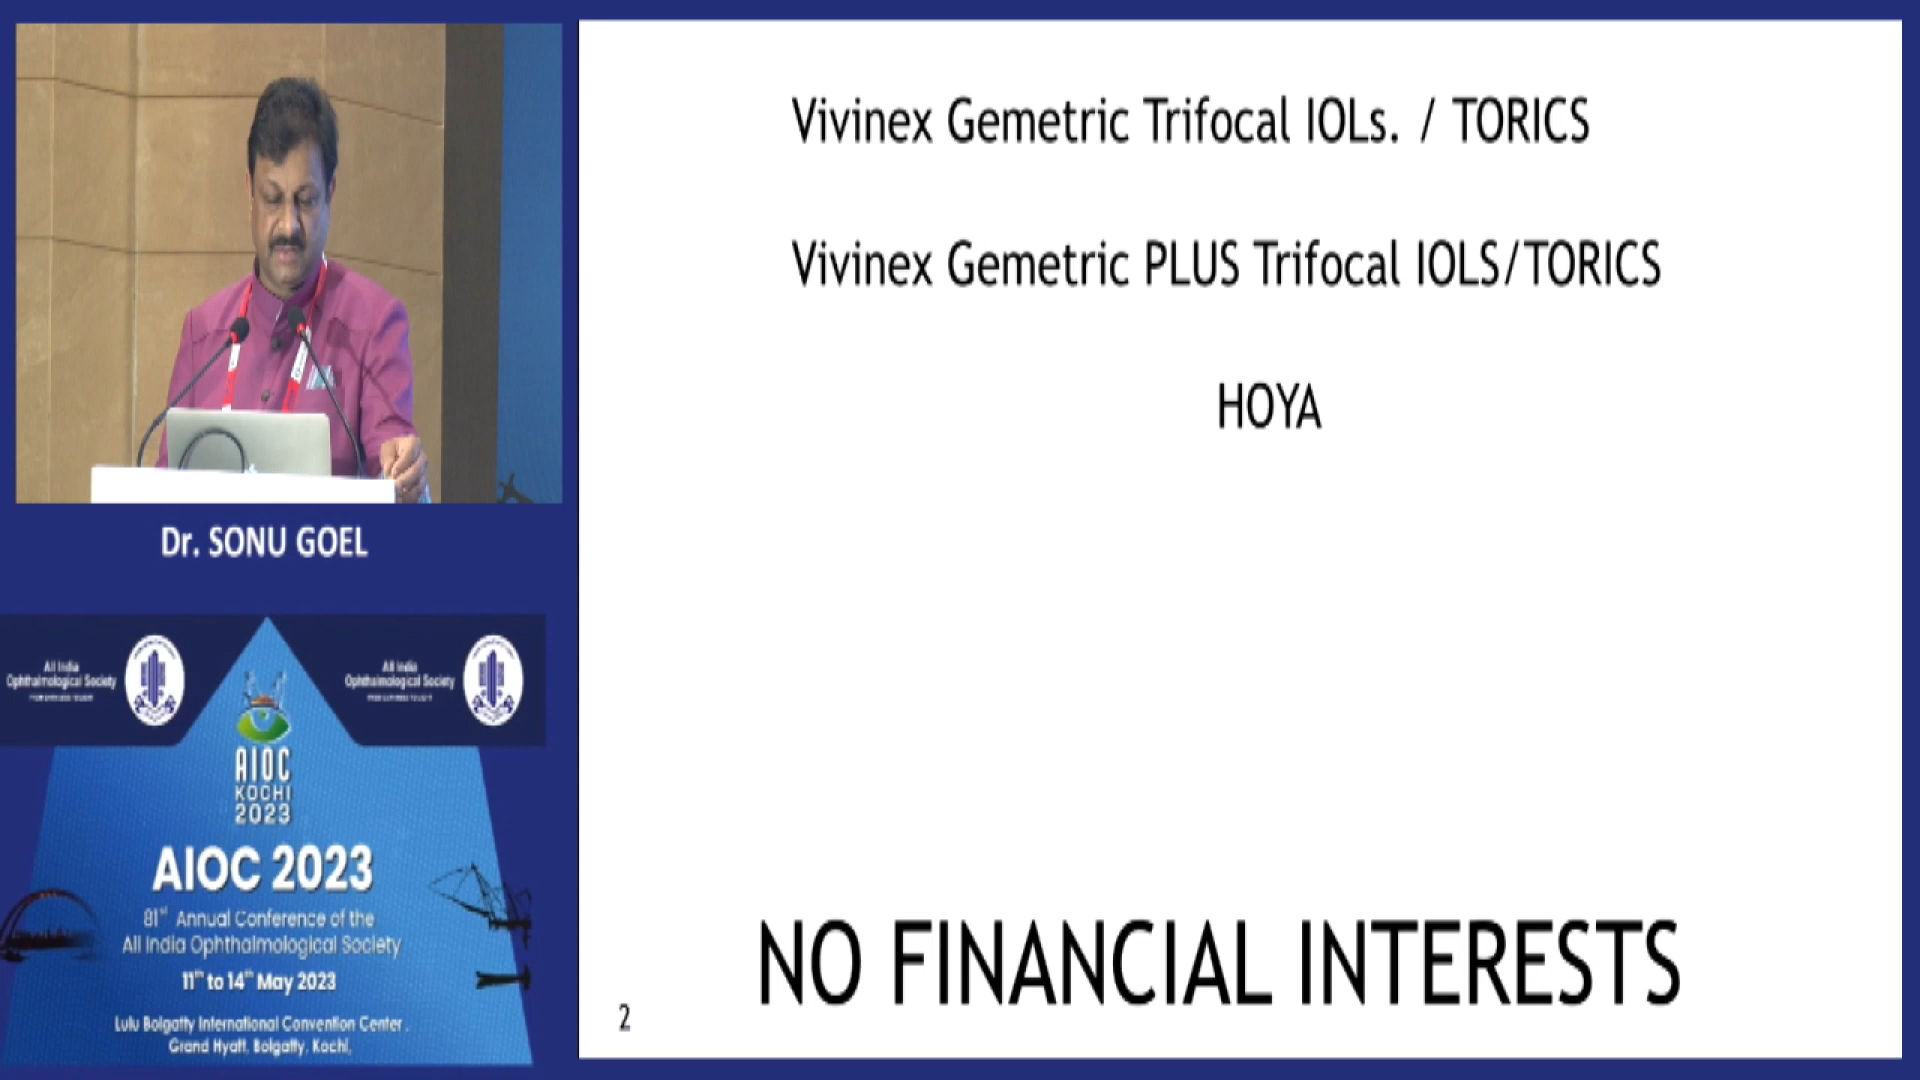 Vivinex Gemetric Trifocal IOLs. / TORICS
Vivinex Gemetric PLUS Trifocal IOLS/TORICS
HOYA
NO FINANCIAL INTERESTS
2
Dr. SONU GOEL
All India
Ophthalmological Society
All India
Ophthalmological Society
AIOC
KOCHI
2023
AIOC 2023
81st Annual Conference of the
All India Ophthalmological Society
11th to 14th May 2023
Lulu Bolgatty International Convention Center .
Grand Hyatt, Bolgatty, Kochi,